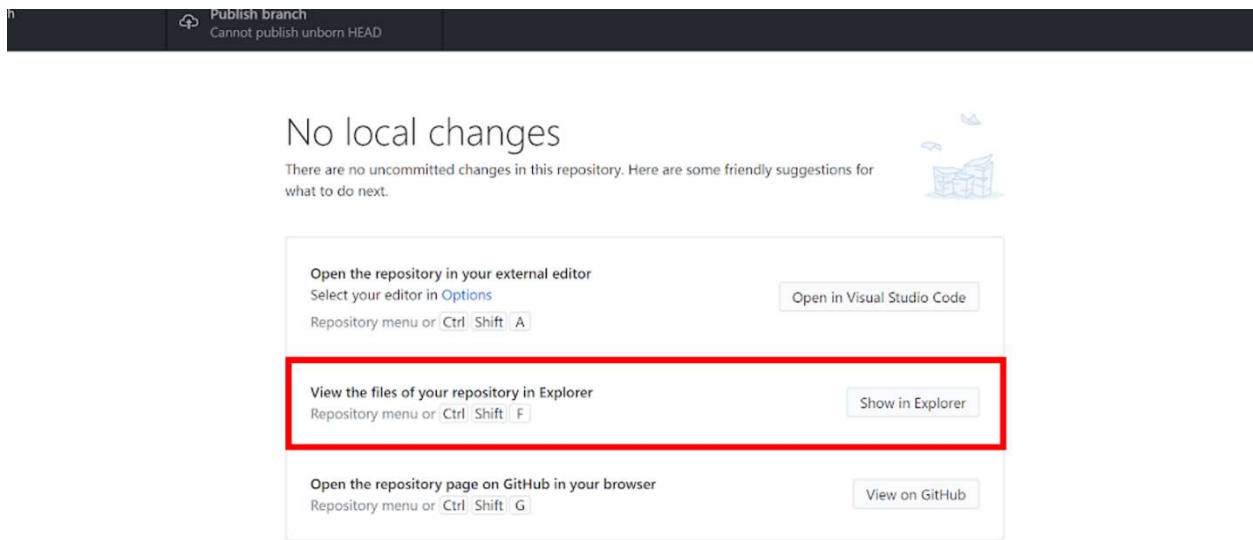 Publish branch
Cannot publish unborn HEAD
No local changes
There are no uncommitted changes in this repository. Here are some friendly suggestions for
what to do next.
Open the repository in your external editor
Select your editor in Options
Repository menu or Ctrl Shift A
Open in Visual Studio Code
View the files of your repository in Explorer
Repository menu or Ctrl Shift F
Show in Explorer
Open the repository page on GitHub in your browser
Repository menu or Ctrl Shift G
View on GitHub